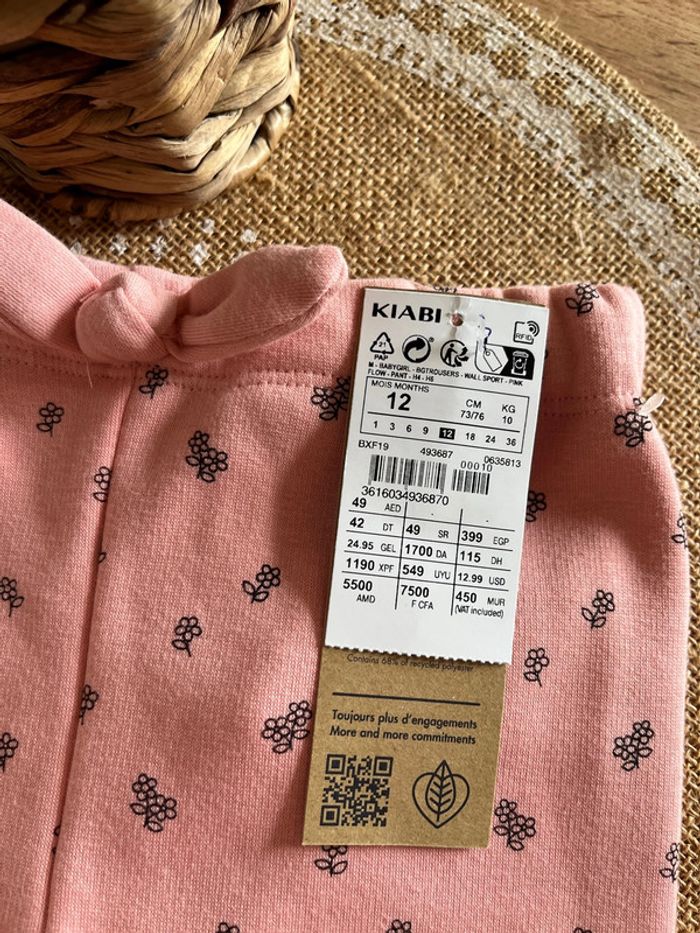 KIABI
RFID
21
PAP
M - BABYGIRL - BGTROUSERS - WALL SPORT - PINK
FLOW - PANT - H4 - H6
MOIS MONTHS
12
CM
73/76
KG
10
1 3 6 9 12 18 24 36
BXF19 493687 0635813
00010
3616034936870
49 AED - -
42 DT 49 SR 399 EGP
24.95 GEL 1700 DA 115 DH
1190 XPF 549 UYU 12.99 USD
5500 AMD 7500 F CFA 450 MUR
(VAT included)
Contains 68% of recycled polyester
Toujours plus d'engagements
More and more commitments